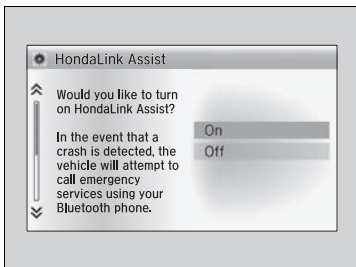 HondaLink Assist
Would you like to turn
on HondaLink Assist?
In the event that a
crash is detected, the
vehicle will attempt to
call emergency
services using your
Bluetooth phone.
On
Off